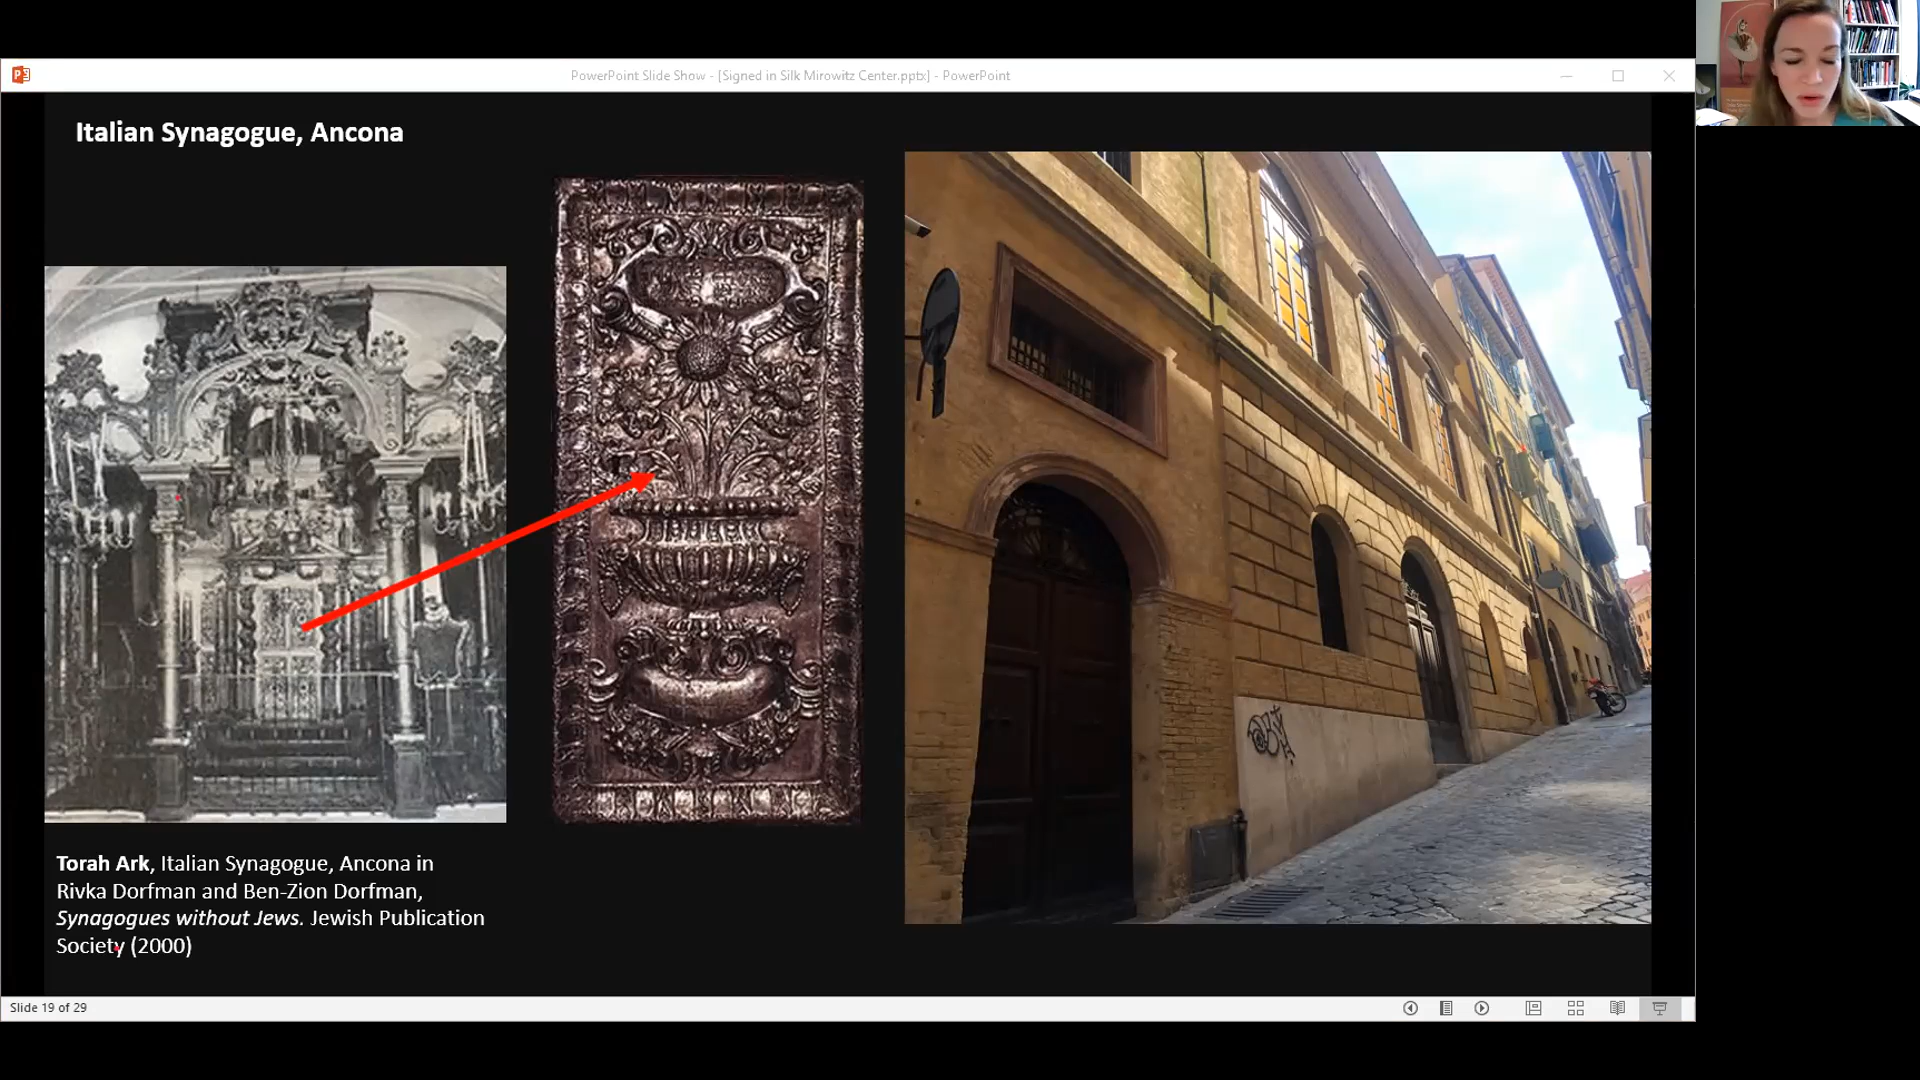 PowerPoint Slide Show - [Signed in Silk Mirowitz Center.pptx] - PowerPoint
Italian Synagogue, Ancona
Torah Ark, Italian Synagogue, Ancona in
Rivka Dorfman and Ben-Zion Dorfman,
Synagogues without Jews. Jewish Publication
Society (2000)
Slide 19 of 29